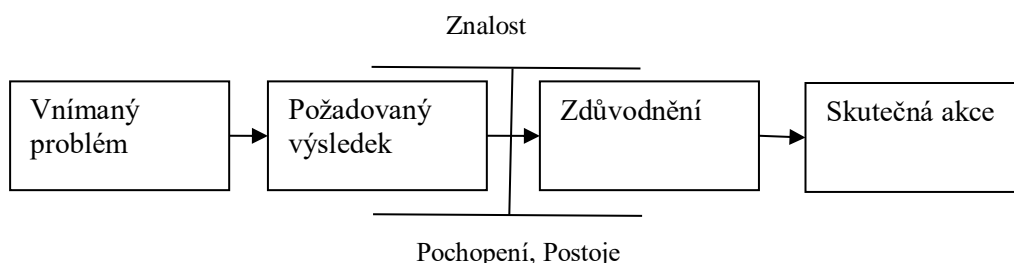 Znalost
Vnímaný
problém
Požadovaný
výsledek
Zdůvodnění
Skutečná akce
Pochopení, Postoje